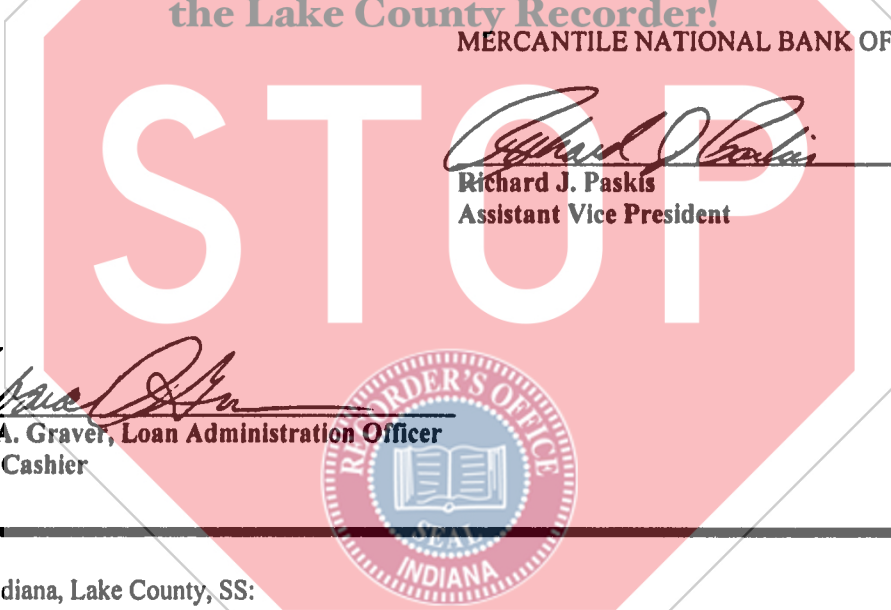 the Lake County Recorder!
MERCANTILE NATIONAL BANK OF
STOP
Richard J. Paskis
Assistant Vice President
A. Graver, Loan Administration Officer
Cashier
RECORDER'S OFFICE
SEAL
INDIANA
diana, Lake County, SS: